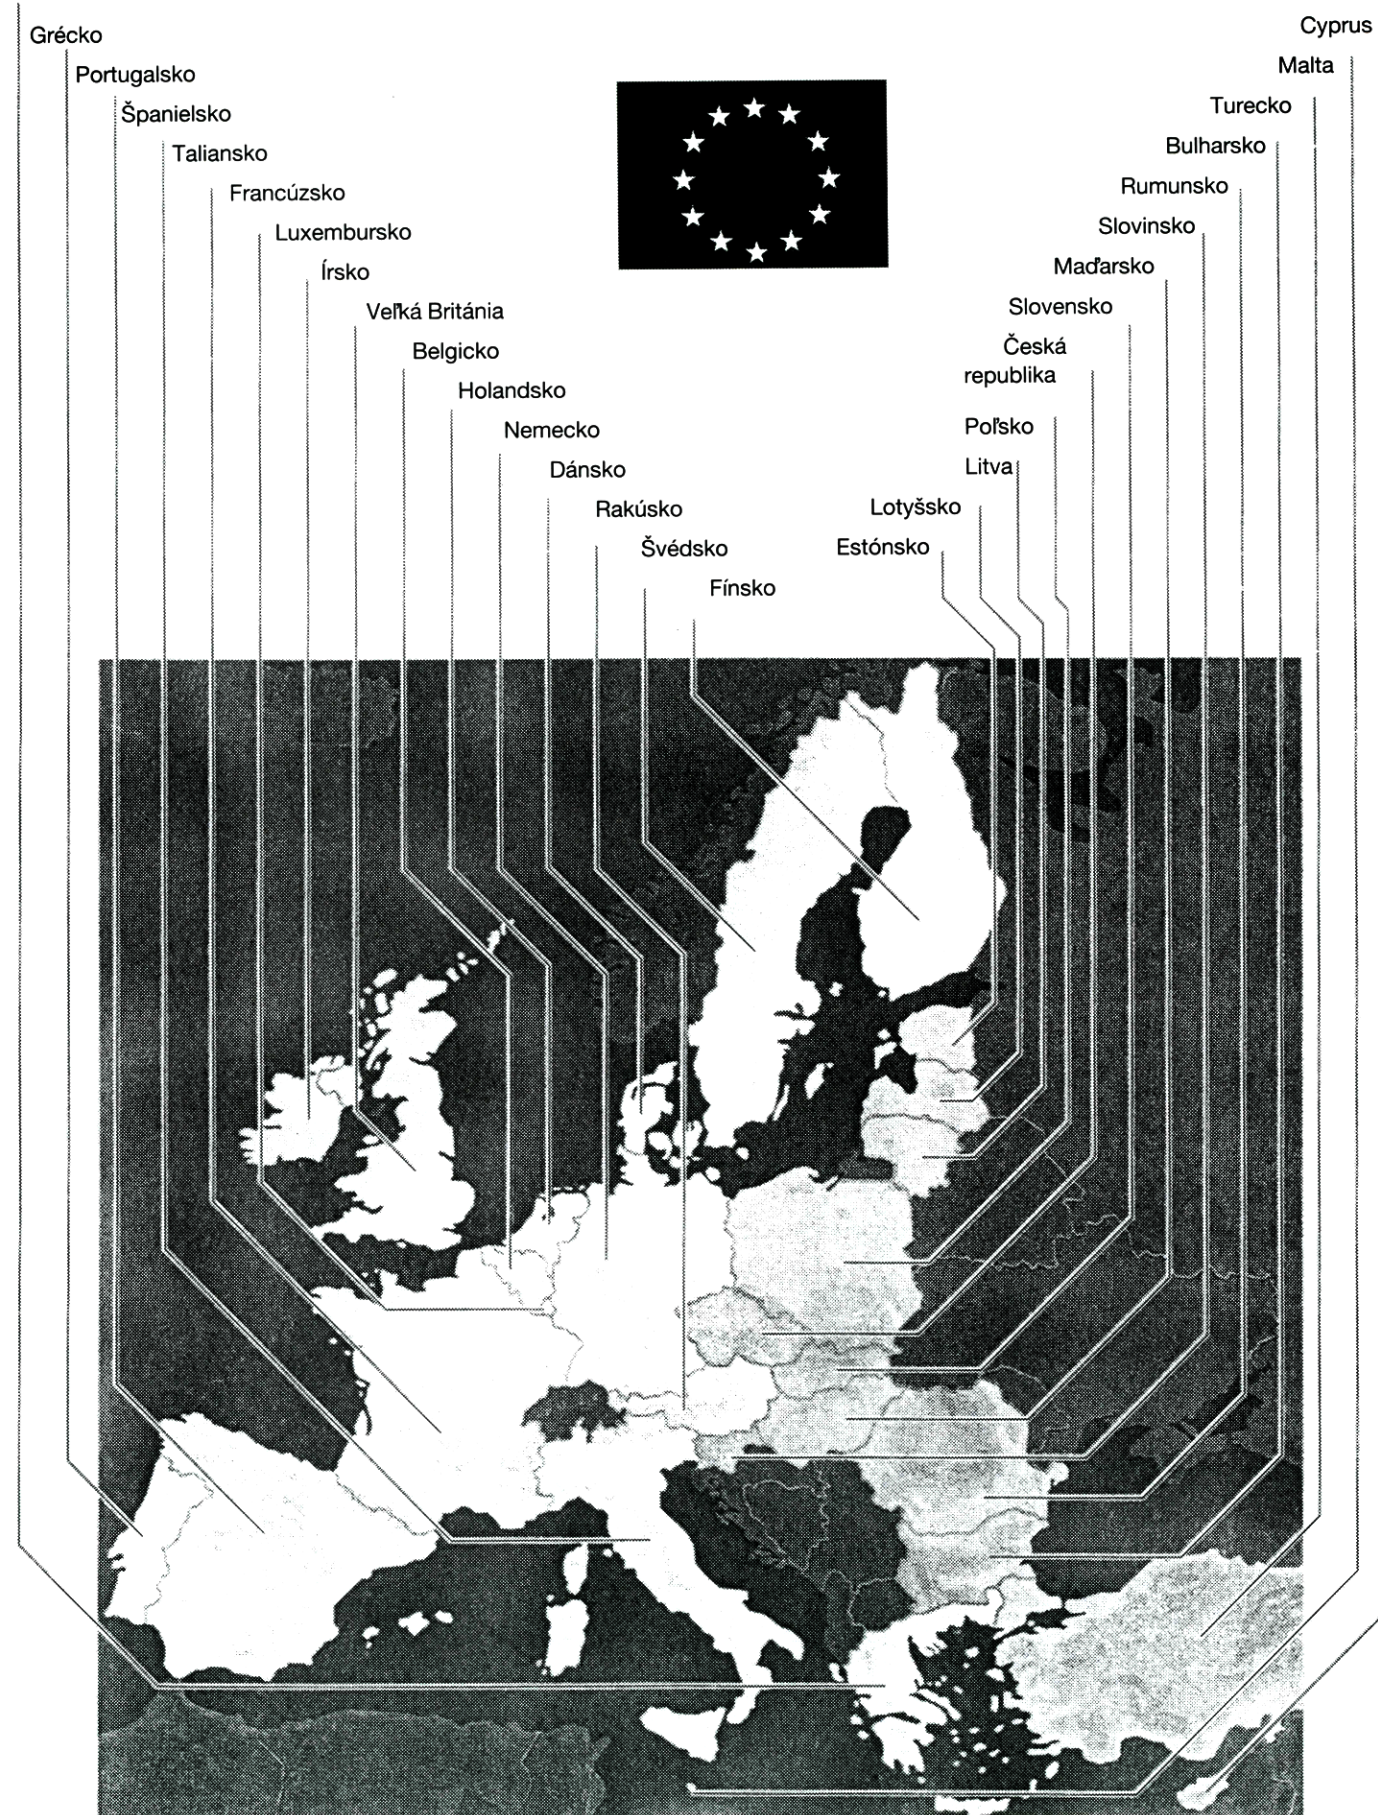 Grécko
Portugalsko
Španielsko
Taliansko
Francúzsko
Luxembursko
Írsko
Veľká Británia
Belgicko
Holandsko
Nemecko
Dánsko
Rakúsko
Švédsko
Fínsko
Cyprus
Malta
Turecko
Bulharsko
Rumunsko
Slovinsko
Maďarsko
Slovensko
Česká
republika
Poľsko
Litva
Lotyšsko
Estónsko